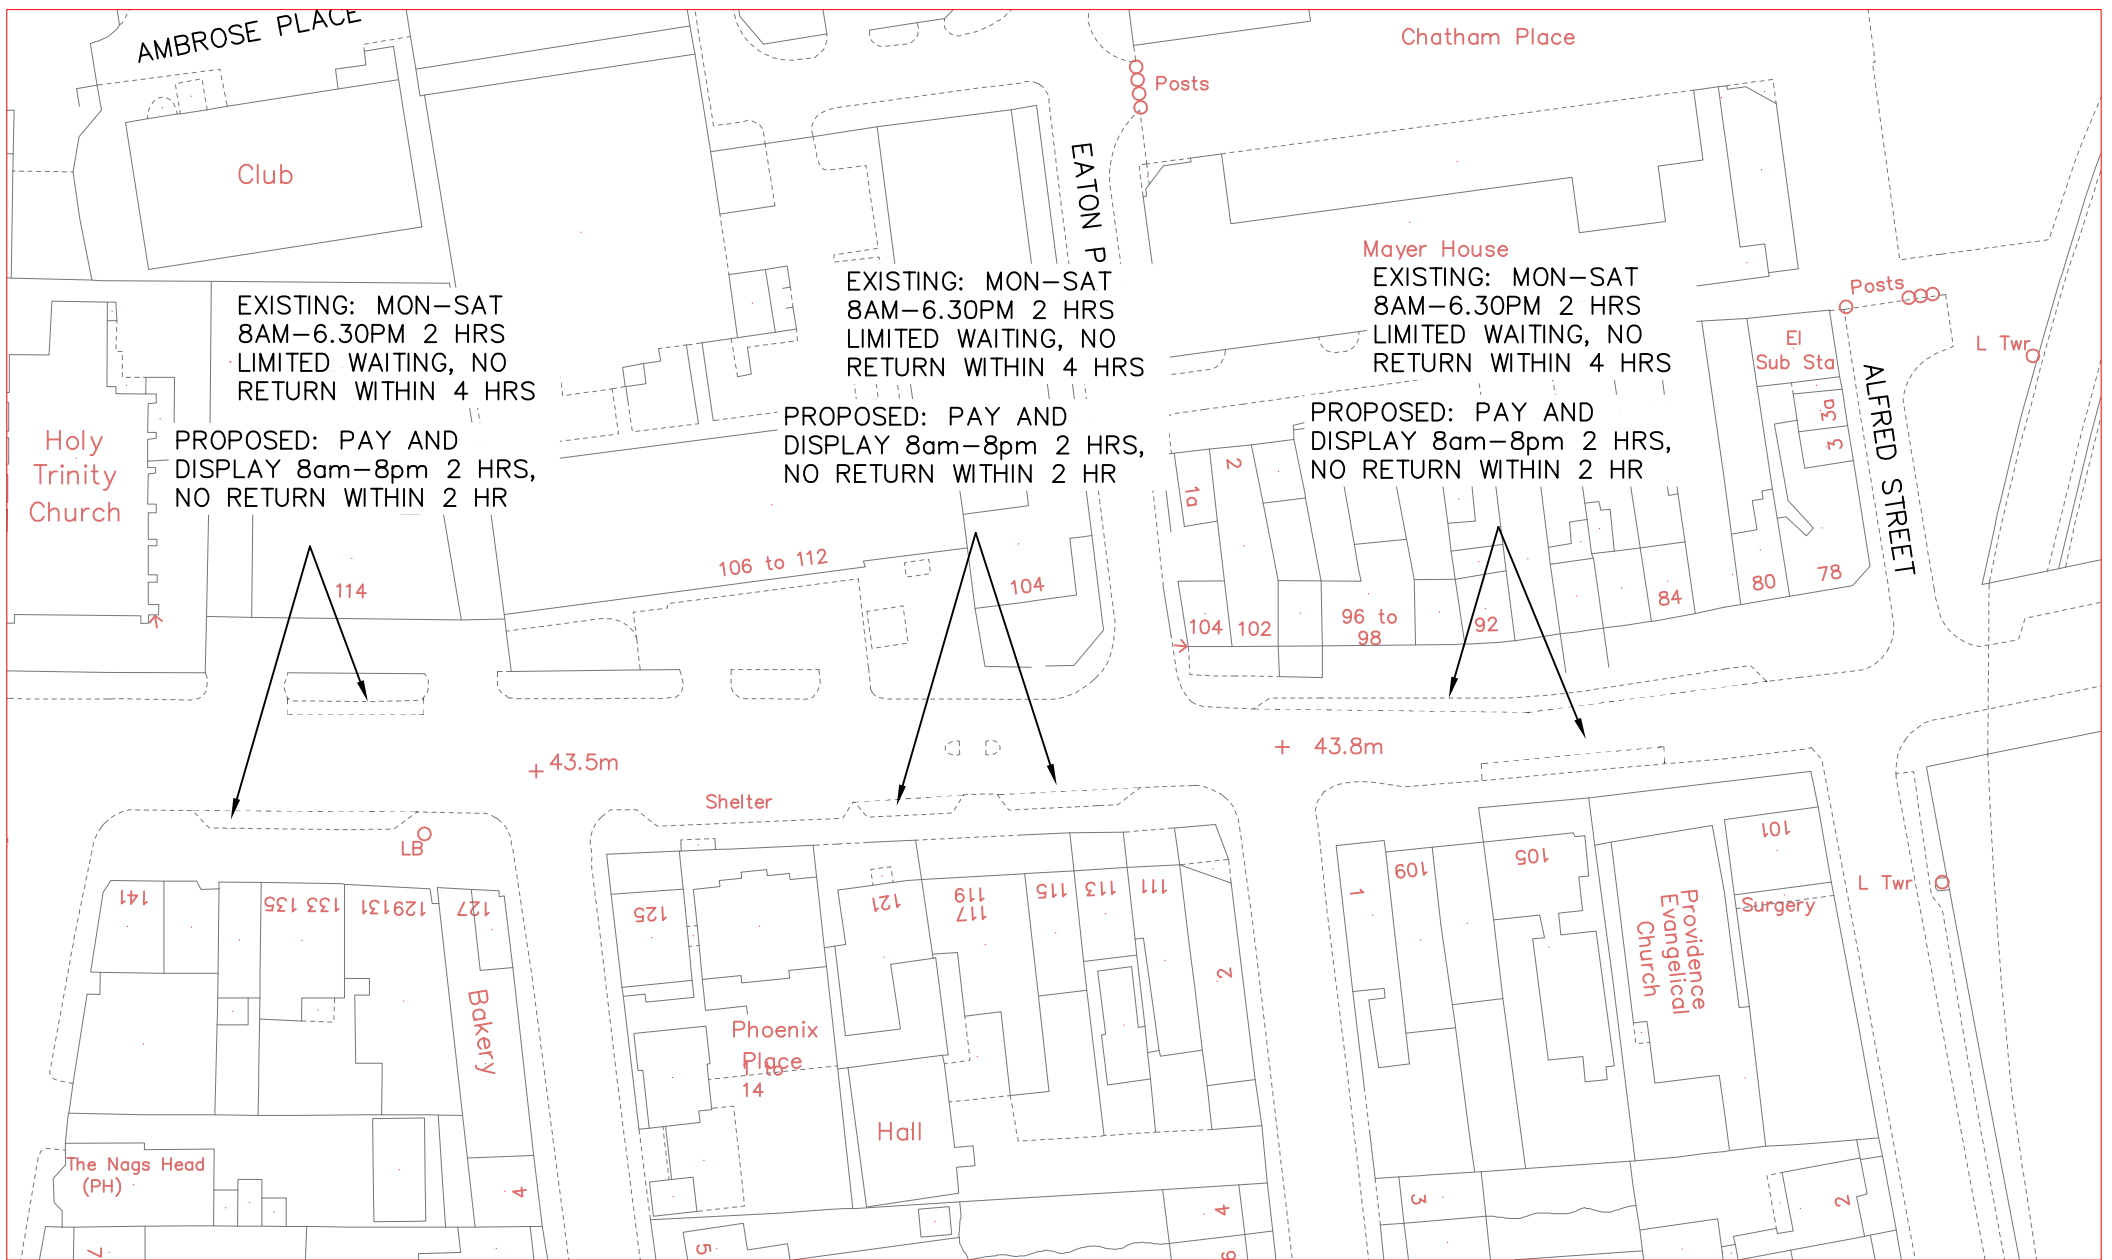 AMBROSE PLACE
Chatham Place
Posts
Club
EATON P
Mayer House
EXISTING: MON-SAT
8AM-6.30PM 2 HRS
LIMITED WAITING, NO
RETURN WITHIN 4 HRS
PROPOSED: PAY AND
DISPLAY 8am-8pm 2 HRS,
NO RETURN WITHIN 2 HR
EXISTING: MON-SAT
8AM-6.30PM 2 HRS
LIMITED WAITING, NO
RETURN WITHIN 4 HRS
PROPOSED: PAY AND
DISPLAY 8am-8pm 2 HRS,
NO RETURN WITHIN 2 HR
EXISTING: MON-SAT
8AM-6.30PM 2 HRS
LIMITED WAITING, NO
RETURN WITHIN 4 HRS
PROPOSED: PAY AND
DISPLAY 8am-8pm 2 HRS,
NO RETURN WITHIN 2 HR
Posts
L Twr
El
Sub Sta
3a
3
ALFRED STREET
Holy
Trinity
Church
1a
2
114
106 to 112
104
104
102
96 to
98
92
84
80
78
43.5m
43.8m
Shelter
LB
141
135
133
131
129
127
125
121
119
117
115
113
111
2
1
109
105
101
Surgery
L Twr
Providence
Evangelical
Church
Bakery
Phoenix
Place
1 to
14
Hall
The Nags Head
(PH)
4
7
5
4
6
3
2